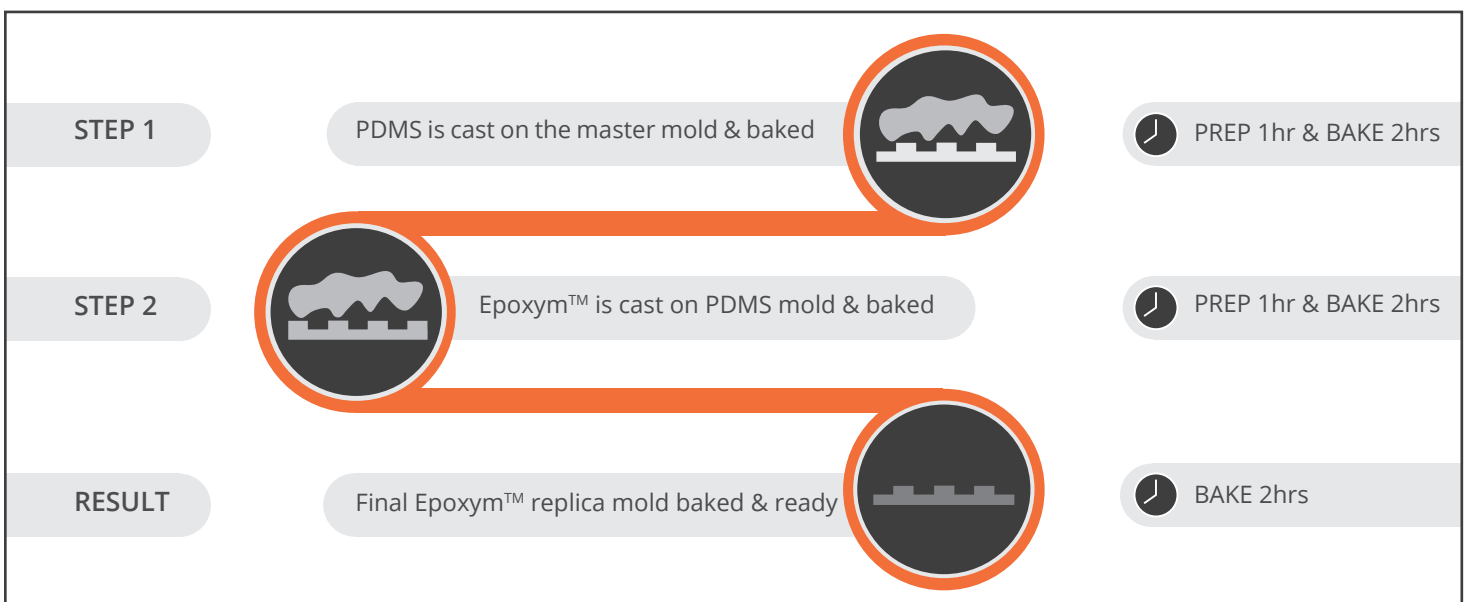 STEP 1
PDMS is cast on the master mold & baked
PREP 1hr & BAKE 2hrs
STEP 2
Epoxym™ is cast on PDMS mold & baked
PREP 1hr & BAKE 2hrs
RESULT
Final Epoxym™ replica mold baked & ready
BAKE 2hrs